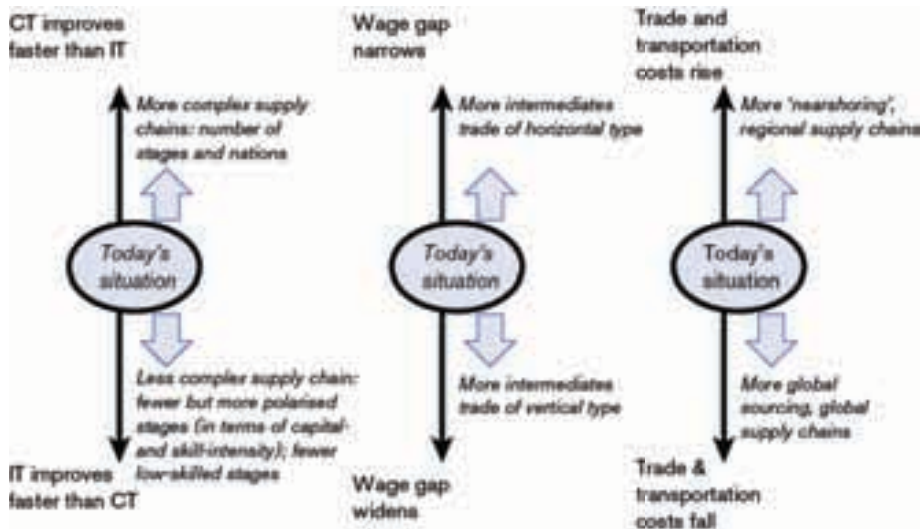 CT improves
faster than IT
More complex supply
chains: number of
stages and nations
Today's
situation
Less complex supply chain:
fewer but more polarised
stages (in terms of capital-
and skill-intensity); fewer
low-skilled stages
IT improves
faster than CT
Wage gap
narrows
More intermediates
trade of horizontal type
Today's
situation
More intermediates
trade of vertical type
Wage gap
widens
Trade and
transportation
costs rise
More 'nearshoring',
regional supply chains
Today's
situation
More global
sourcing, global
supply chains
Trade &
transportation
costs fall